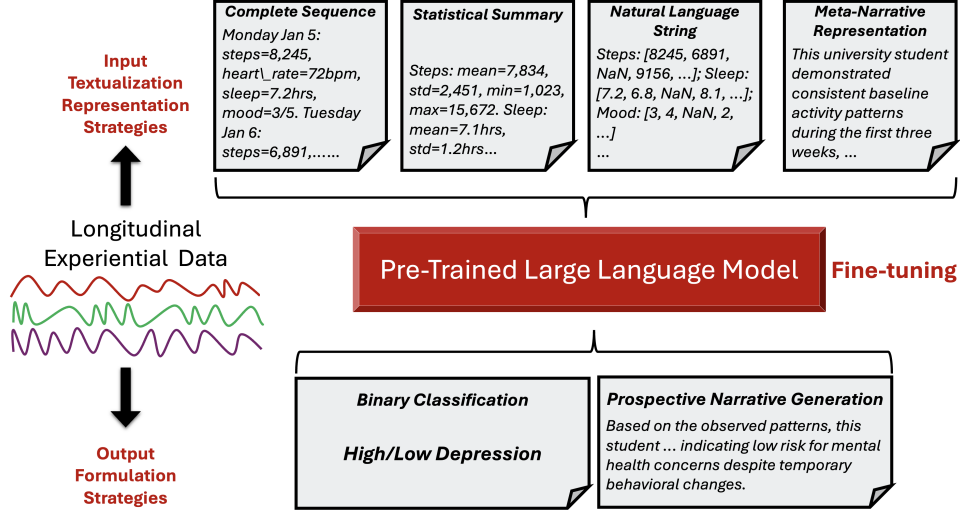 Complete Sequence
Monday Jan 5:
steps=8,245,
heart\_rate=72bpm,
sleep=7.2hrs,
mood=3/5. Tuesday
Jan 6:
steps=6,891,......
Statistical Summary
Steps: mean=7,834,
std=2,451, min=1,023,
max=15,672. Sleep:
mean=7.1hrs,
std=1.2hrs...
Natural Language
String
Steps: [8245, 6891,
NaN, 9156, ...]; Sleep:
[7.2, 6.8, NaN, 8.1, ...];
Mood: [3, 4, NaN, 2,
...]
...
Meta-Narrative
Representation
This university student
demonstrated
consistent baseline
activity patterns
during the first three
weeks, ...
Input
Textualization
Representation
Strategies
Longitudinal
Experiential Data
Pre-Trained Large Language Model
Fine-tuning
Output
Formulation
Strategies
Binary Classification
High/Low Depression
Prospective Narrative Generation
Based on the observed patterns, this
student ... indicating low risk for mental
health concerns despite temporary
behavioral changes.